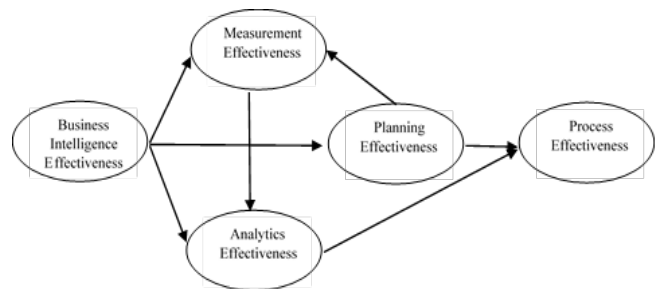 Measurement
Effectiveness
Business
Intelligence
Effectiveness
Planning
Effectiveness
Process
Effectiveness
Analytics
Effectiveness